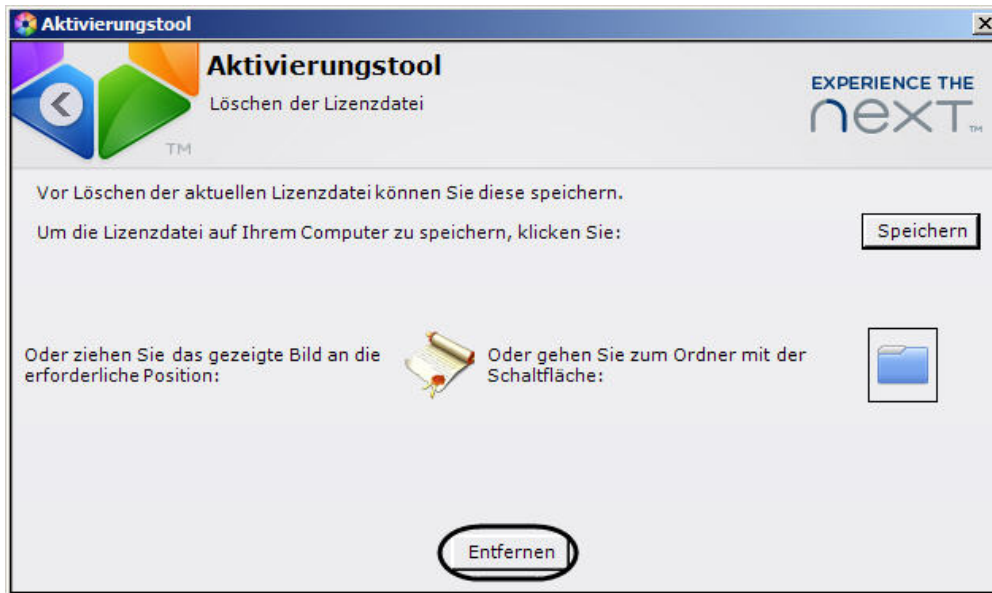 Aktivierungstool
Aktivierungstool
Löschen der Lizenzdatei
EXPERIENCE THE
next™
TM
Vor Löschen der aktuellen Lizenzdatei können Sie diese speichern.
Um die Lizenzdatei auf Ihrem Computer zu speichern, klicken Sie:
Speichern
Oder ziehen Sie das gezeigte Bild an die
erforderliche Position:
Oder gehen Sie zum Ordner mit der
Schaltfläche:
Entfernen